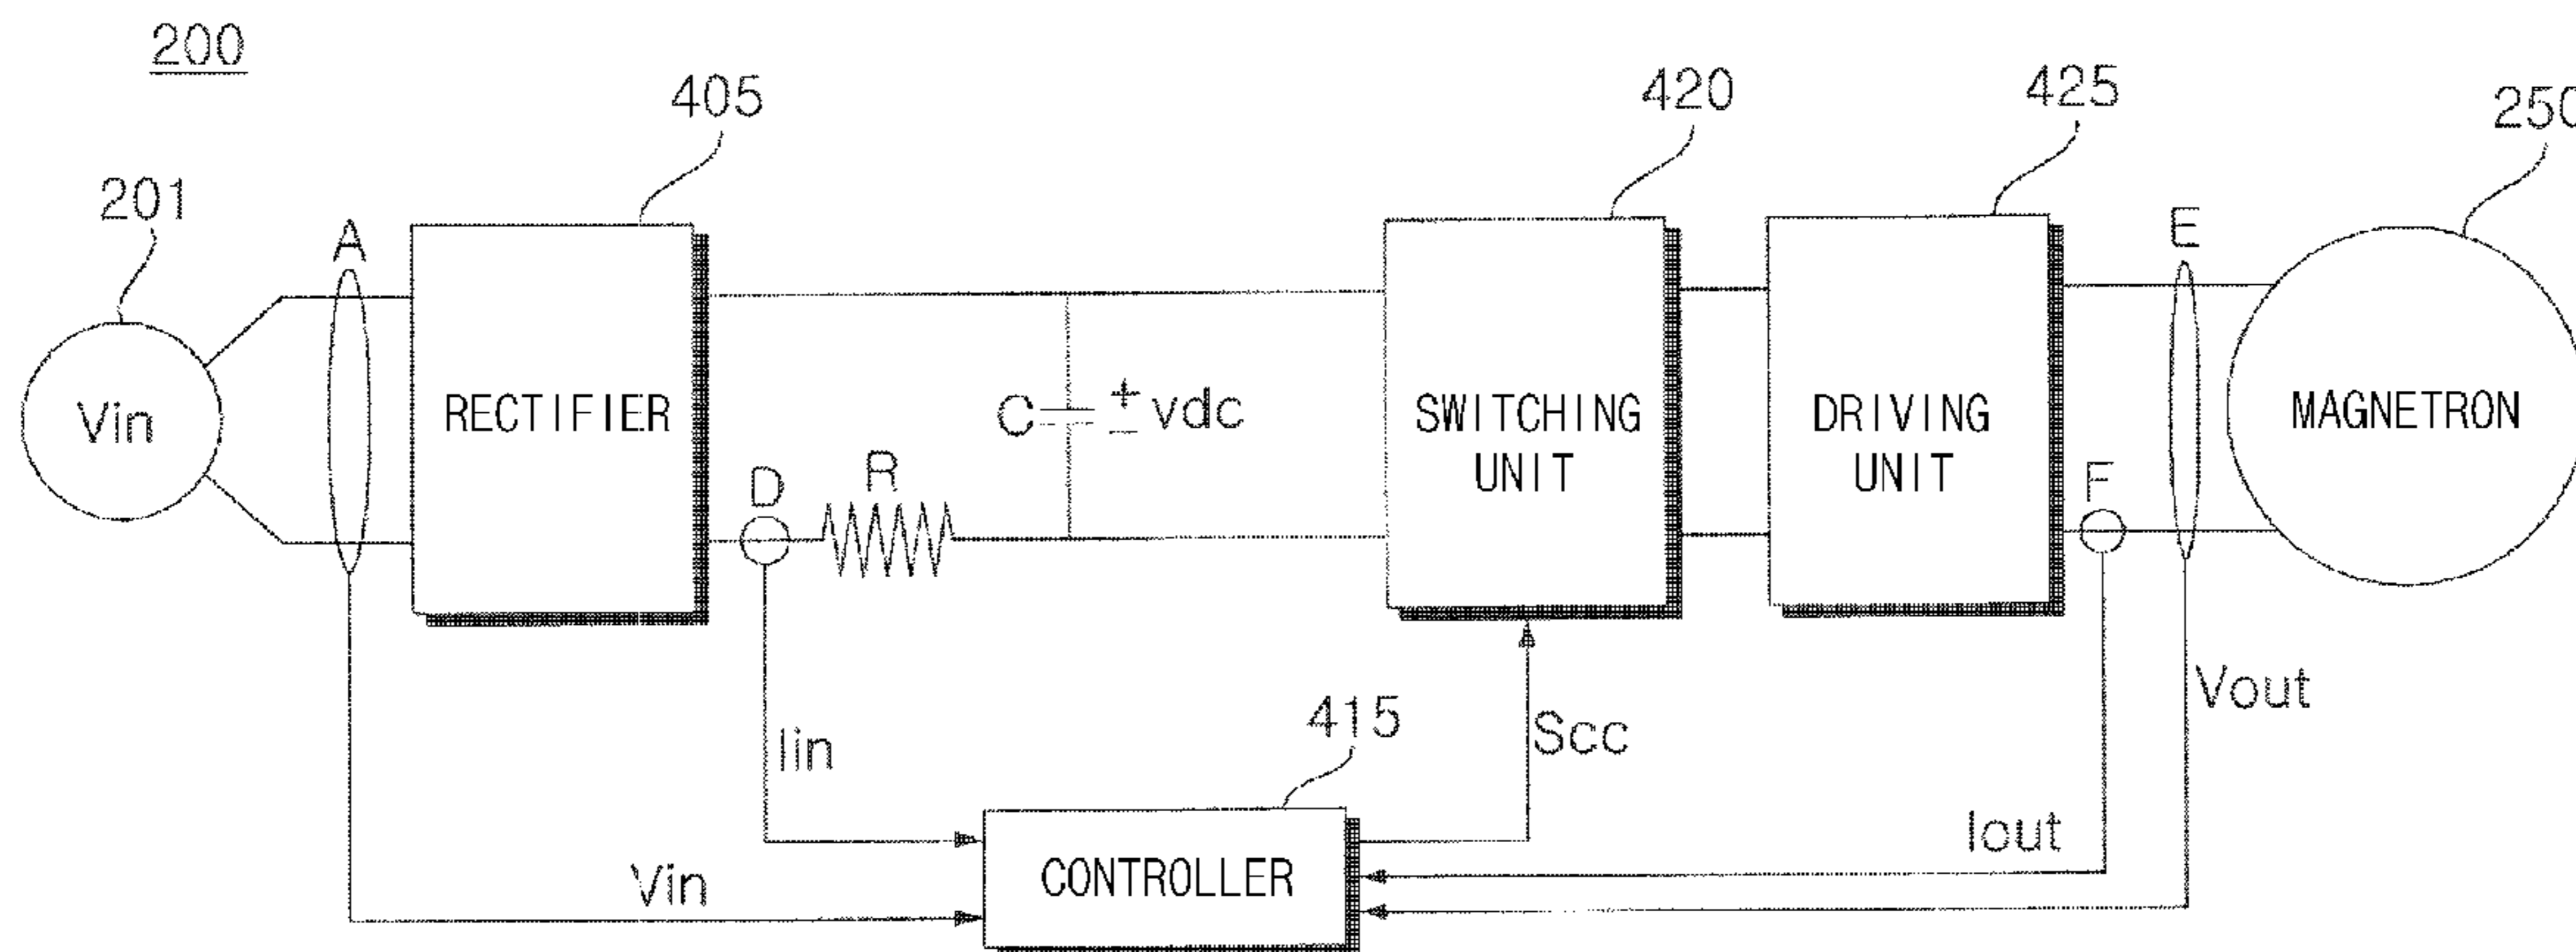 200
405
420
425
250
201
A
E
Vin
RECTIFIER
C
+
vdc
−
SWITCHING
UNIT
DRIVING
UNIT
MAGNETRON
D
R
F
Iin
415
Scc
Vout
Iout
Vin
CONTROLLER